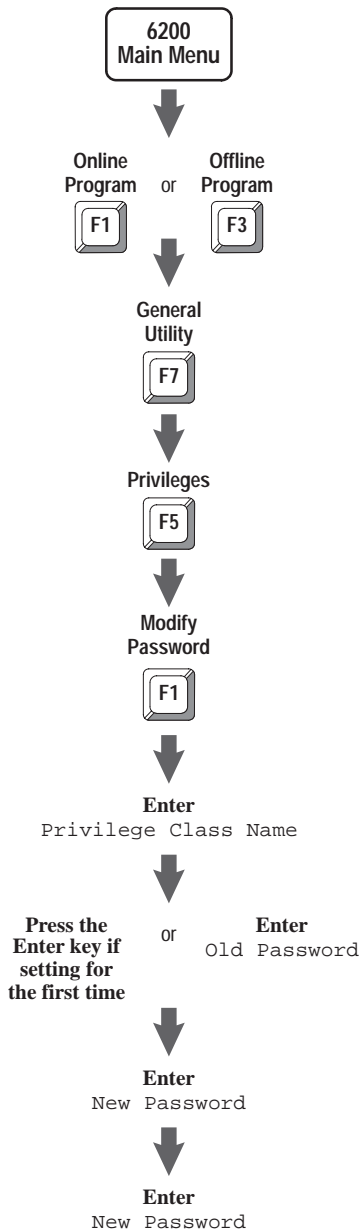 6200
Main Menu
Online
Program
or
Offline
Program
F1
F3
General
Utility
F7
Privileges
F5
Modify
Password
F1
Enter
Privilege Class Name
Press the
Enter key if
setting for
the first time
or
Enter
Old Password
Enter
New Password
Enter
New Password